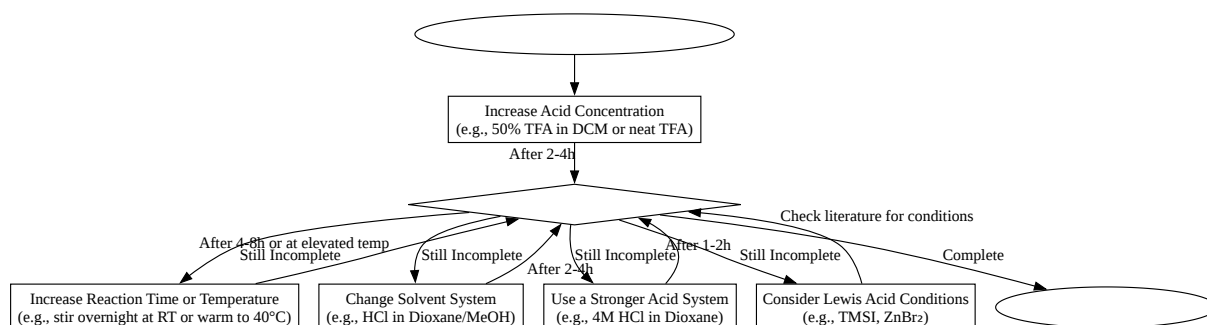 Increase Acid Concentration
(e.g., 50% TFA in DCM or neat TFA)
After 2-4h
Check literature for conditions
After 4-8h or at elevated temp
After 1-2h
Still Incomplete
Still Incomplete
Still Incomplete
Still Incomplete
Complete
After 2-4h
Increase Reaction Time or Temperature
(e.g., stir overnight at RT or warm to 40°C)
Change Solvent System
(e.g., HCl in Dioxane/MeOH)
Use a Stronger Acid System
(e.g., 4M HCl in Dioxane)
Consider Lewis Acid Conditions
(e.g., TMSI, ZnBr₂)